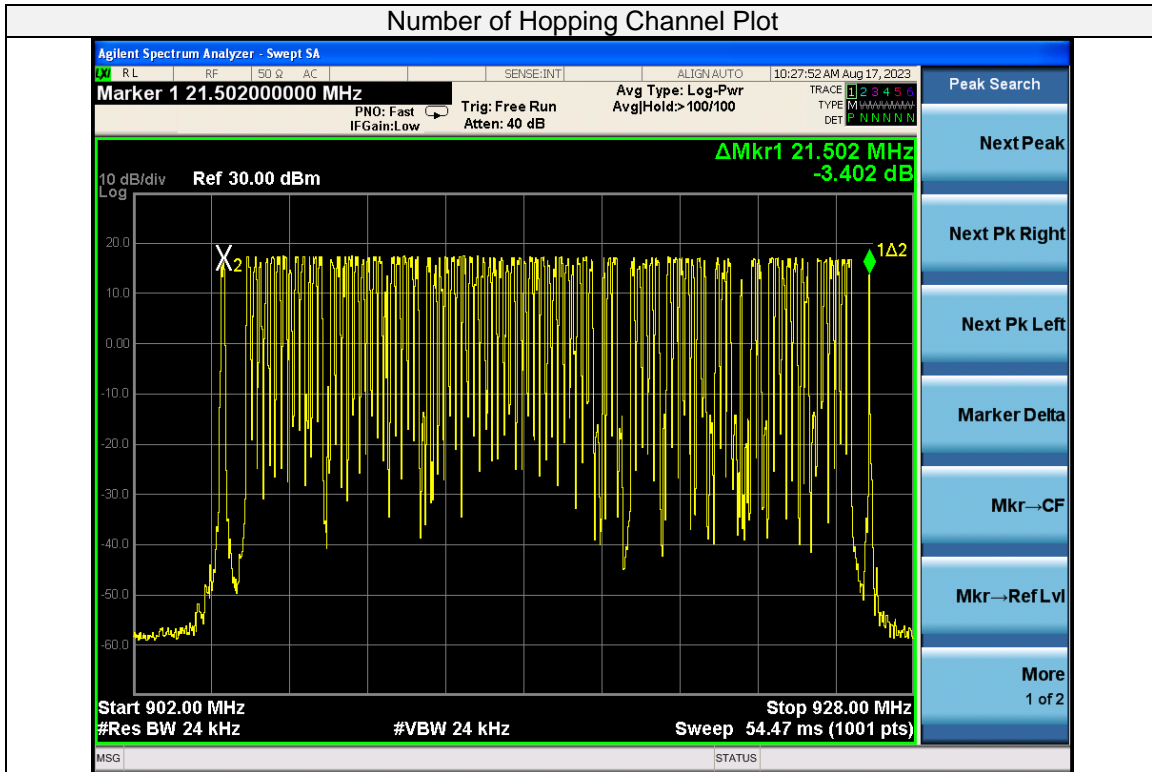 Number of Hopping Channel Plot
Agilent Spectrum Analyzer - Swept SA
LXI RL RF 50 Ω AC SENSE:INT ALIGN AUTO 10:27:52 AM Aug 17, 2023
Marker 1 21.502000000 MHz
PNO: Fast
IFGain:Low
Trig: Free Run
Atten: 40 dB
Avg Type: Log-Pwr
Avg|Hold:>100/100
TRACE 1 2 3 4 5 6
TYPE M
DET P N N N N N
ΔMkr1 21.502 MHz
-3.402 dB
10 dB/div
Log
Ref 30.00 dBm
20.0
10.0
0.00
-10.0
-20.0
-30.0
-40.0
-50.0
-60.0
X2
1Δ2
Start 902.00 MHz
Stop 928.00 MHz
#Res BW 24 kHz
#VBW 24 kHz
Sweep 54.47 ms (1001 pts)
MSG
STATUS
Peak Search
Next Peak
Next Pk Right
Next Pk Left
Marker Delta
Mkr→CF
Mkr→Ref Lvl
More
1 of 2